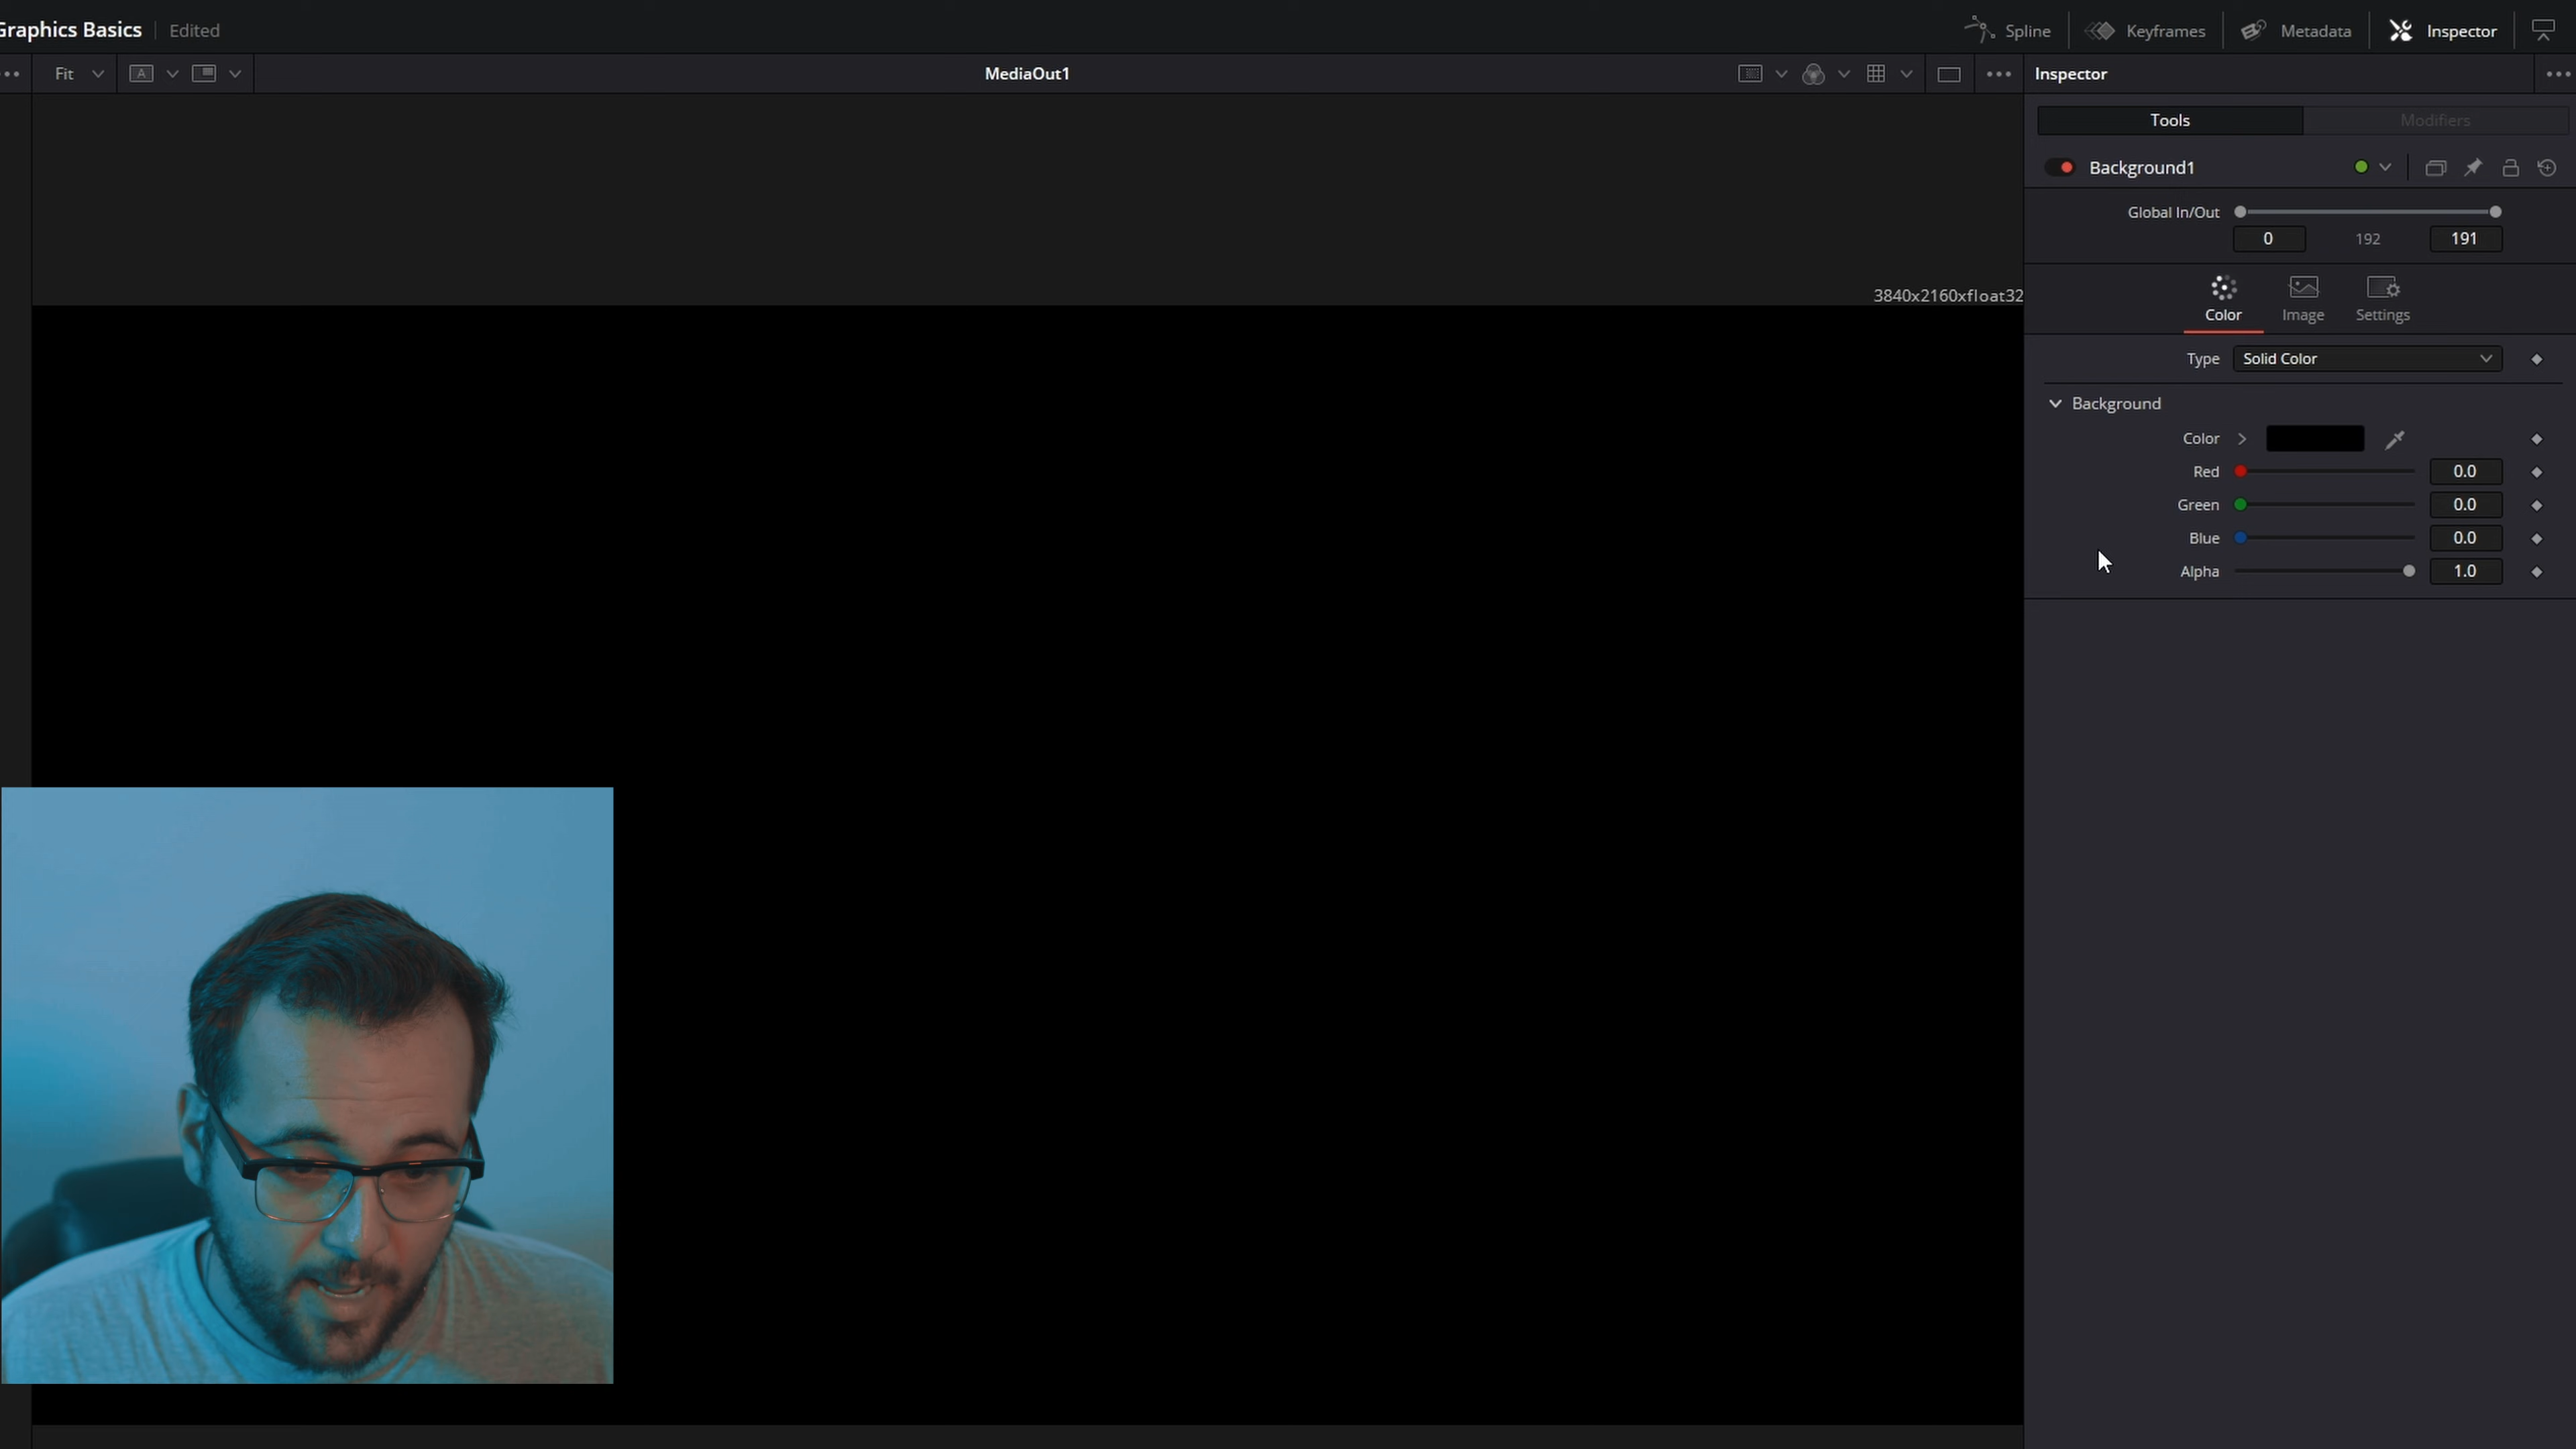 Graphics Basics Edited Spline Keyframes Metadata Inspector
Fit A MediaOut1 Inspector
Tools Modifiers
Background1
Global In/Out
0 192 191
3840x2160xfloat32
Color Image Settings
Type Solid Color
Background
Color
Red 0.0
Green 0.0
Blue 0.0
Alpha 1.0